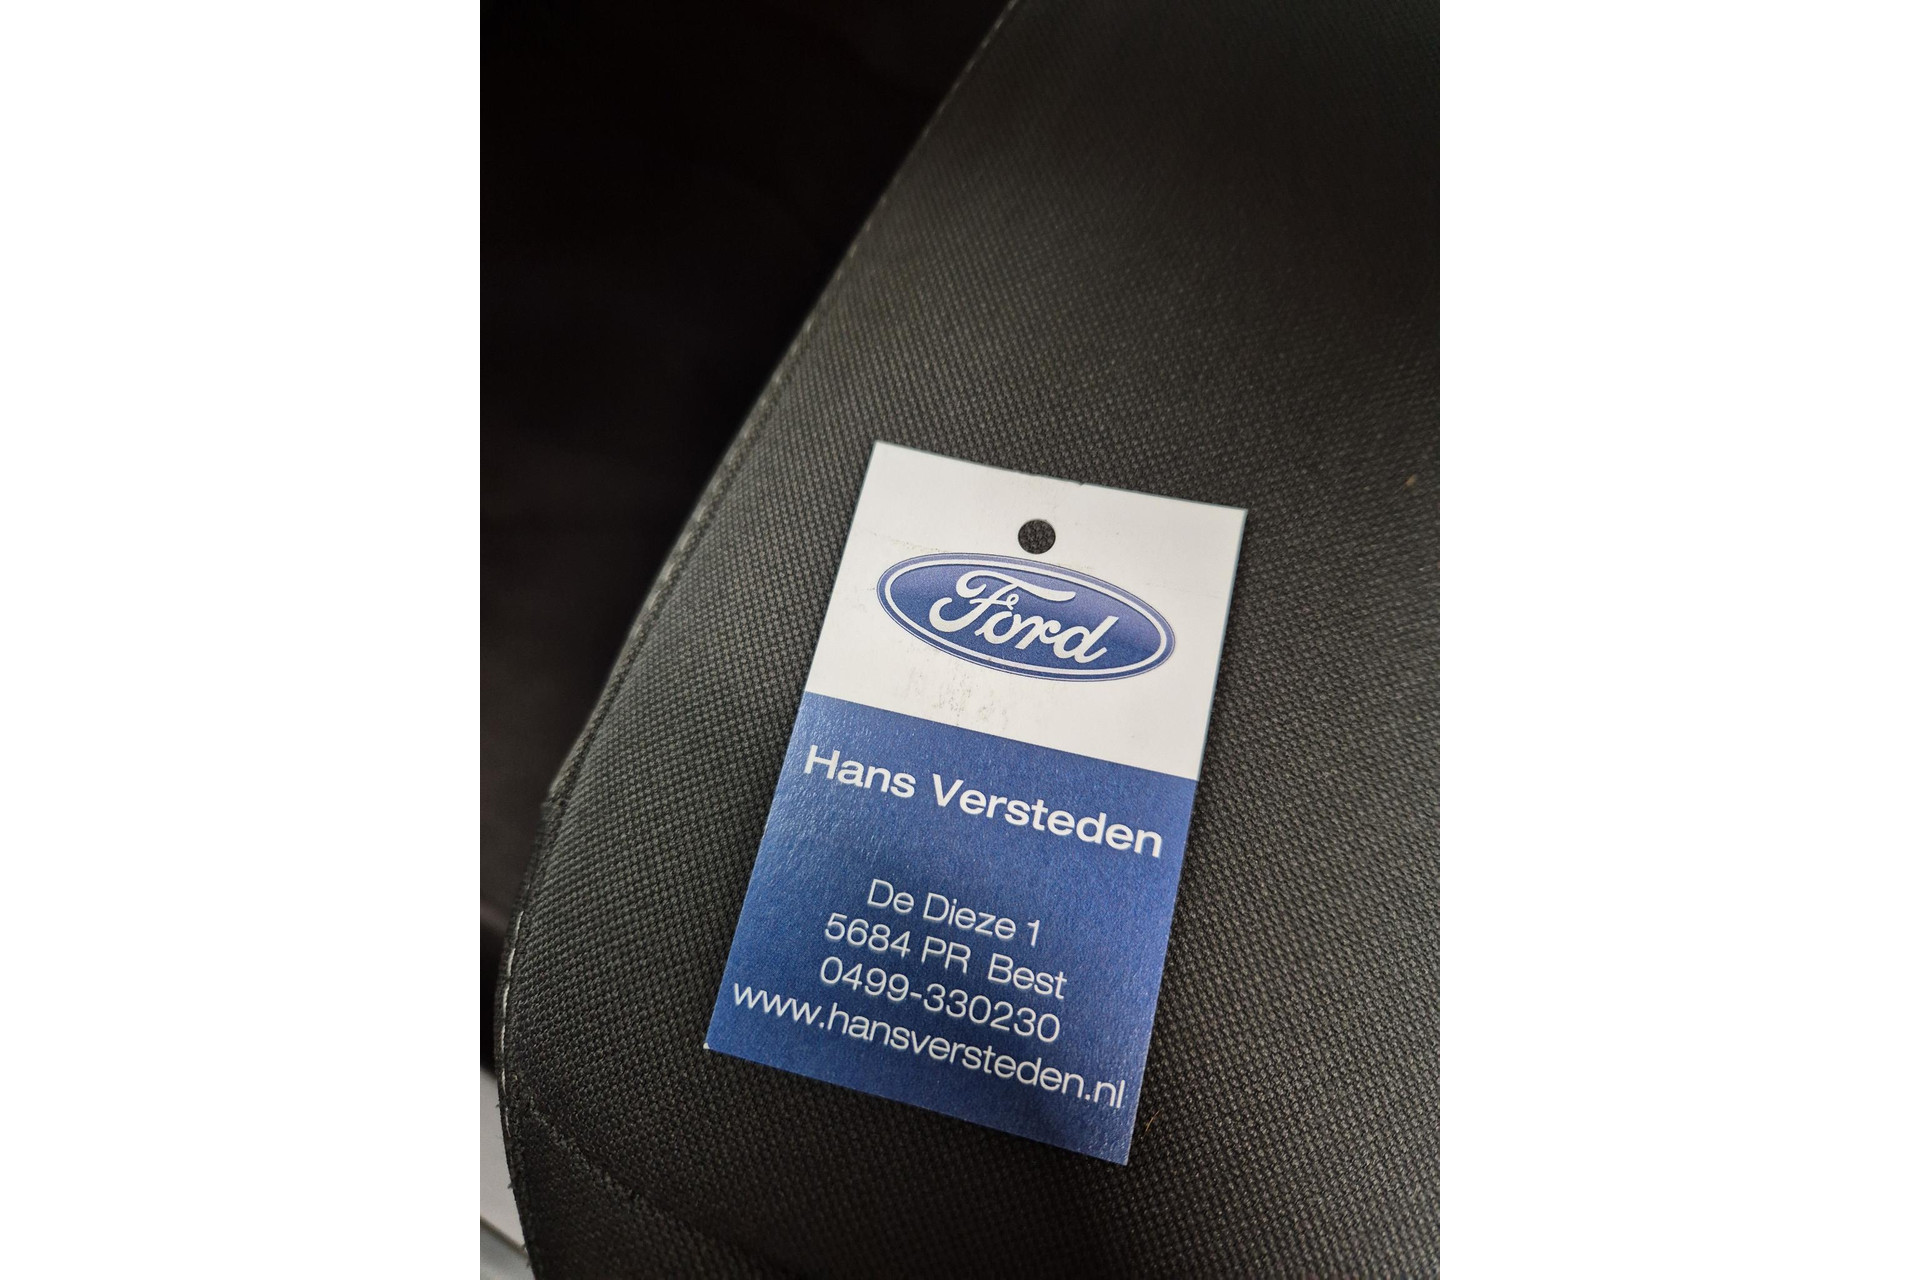 Ford
Hans Versteden
De Dieze 1
5684 PR Best
0499-330230
www.hansversteden.nl